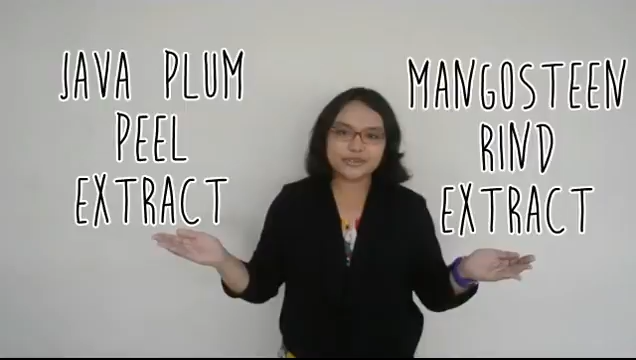 JAVA PLUM
PEEL
EXTRACT
MANGOSTEEN
RIND
EXTRACT